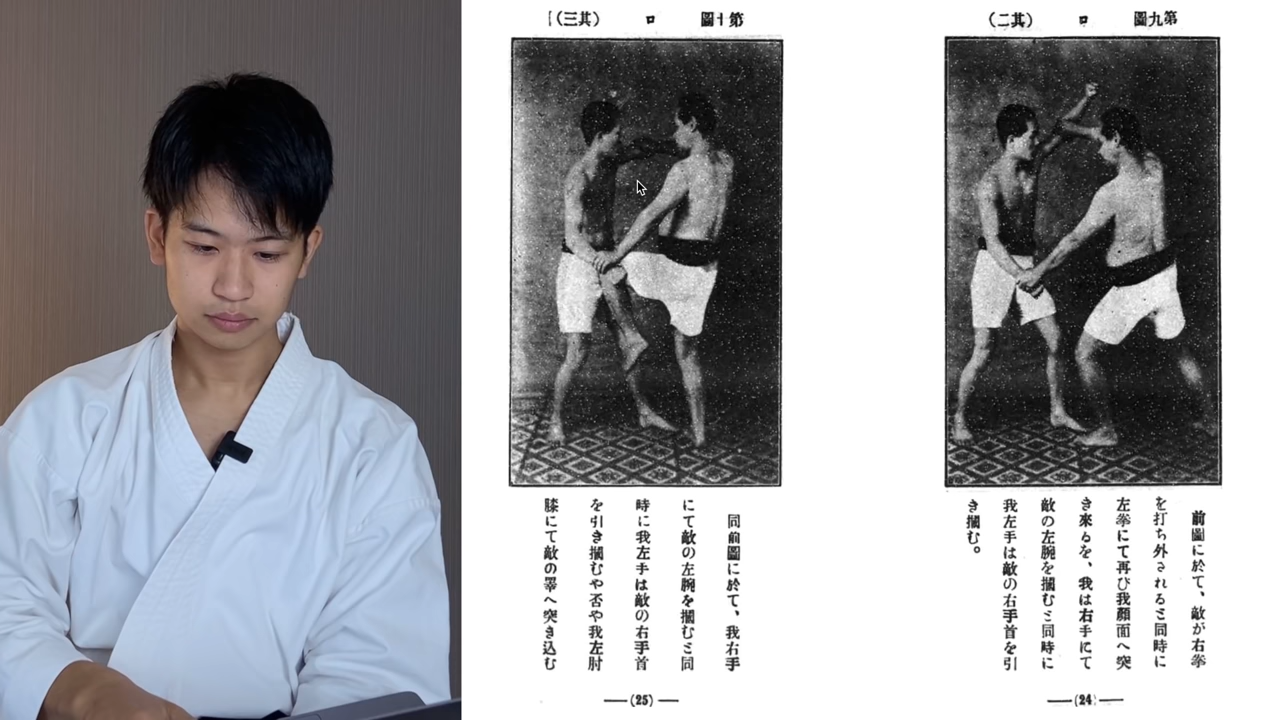 第九圖 ロ （其二）
前圖に於て、敵が右拳
を打ち外されると同時に
左拳にて再び我顏面へ突
き來るを、我は右手にて
敵の左腕を摑むと同時に
我左手は敵の右手首を引
き摑む。
(24)
第十圖 ロ （其三）
同前圖に於て、我右手
にて敵の左腕を摑むと同
時に我左手は敵の右手首
を引き摑むや否や我左肘
膝にて敵の睪へ突き込む
(25)